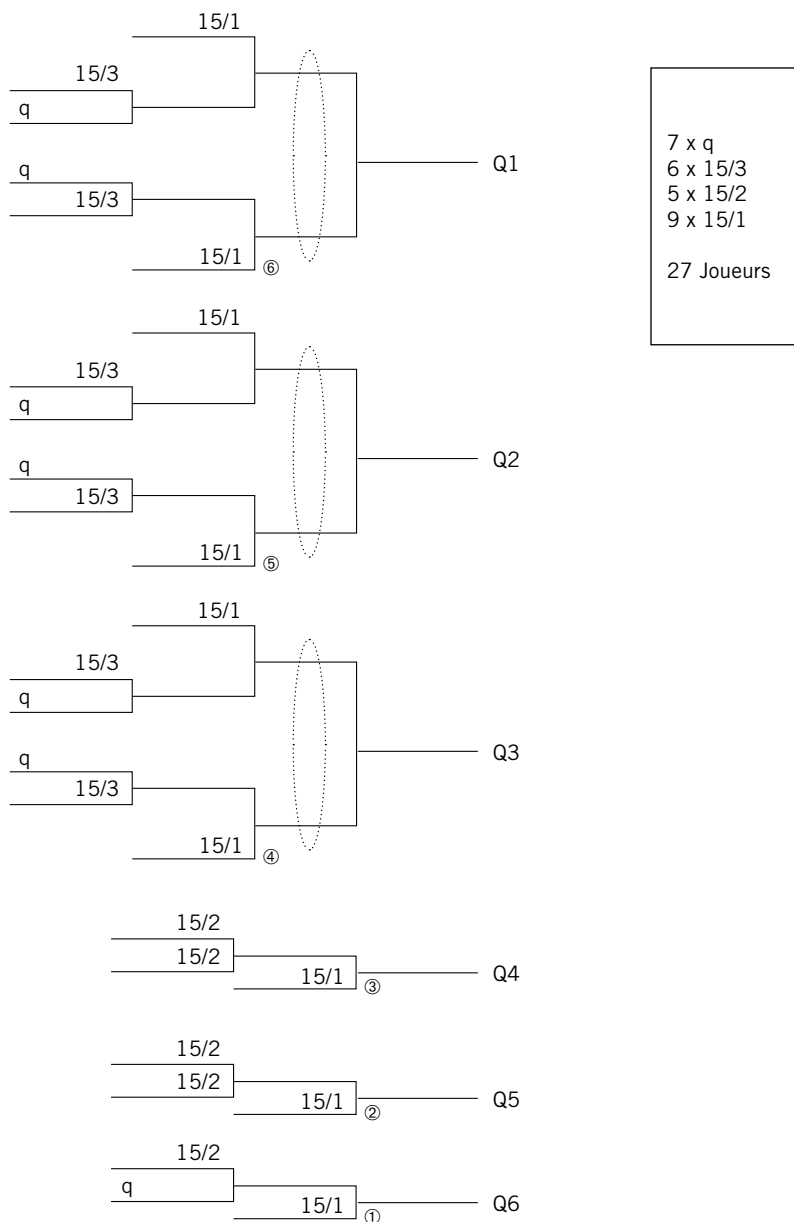 15/1
15/3
q
q
15/3
15/1 ⑥
Q1
7 x q
6 x 15/3
5 x 15/2
9 x 15/1
27 Joueurs
15/1
15/3
q
q
15/3
15/1 ⑤
Q2
15/1
15/3
q
q
15/3
15/1 ④
Q3
15/2
15/2
15/1 ③
Q4
15/2
15/2
15/1 ②
Q5
15/2
q
15/1 ①
Q6